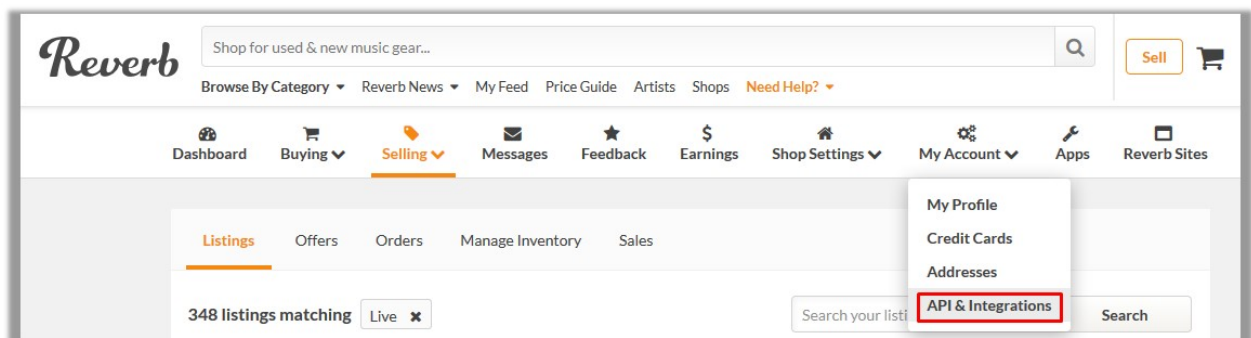 Reverb
Shop for used & new music gear...
Sell
Browse By Category Reverb News My Feed Price Guide Artists Shops Need Help?
Dashboard Buying Selling Messages Feedback Earnings Shop Settings My Account Apps Reverb Sites
My Profile
Credit Cards
Addresses
API & Integrations
Listings Offers Orders Manage Inventory Sales
348 listings matching Live Search your listi Search